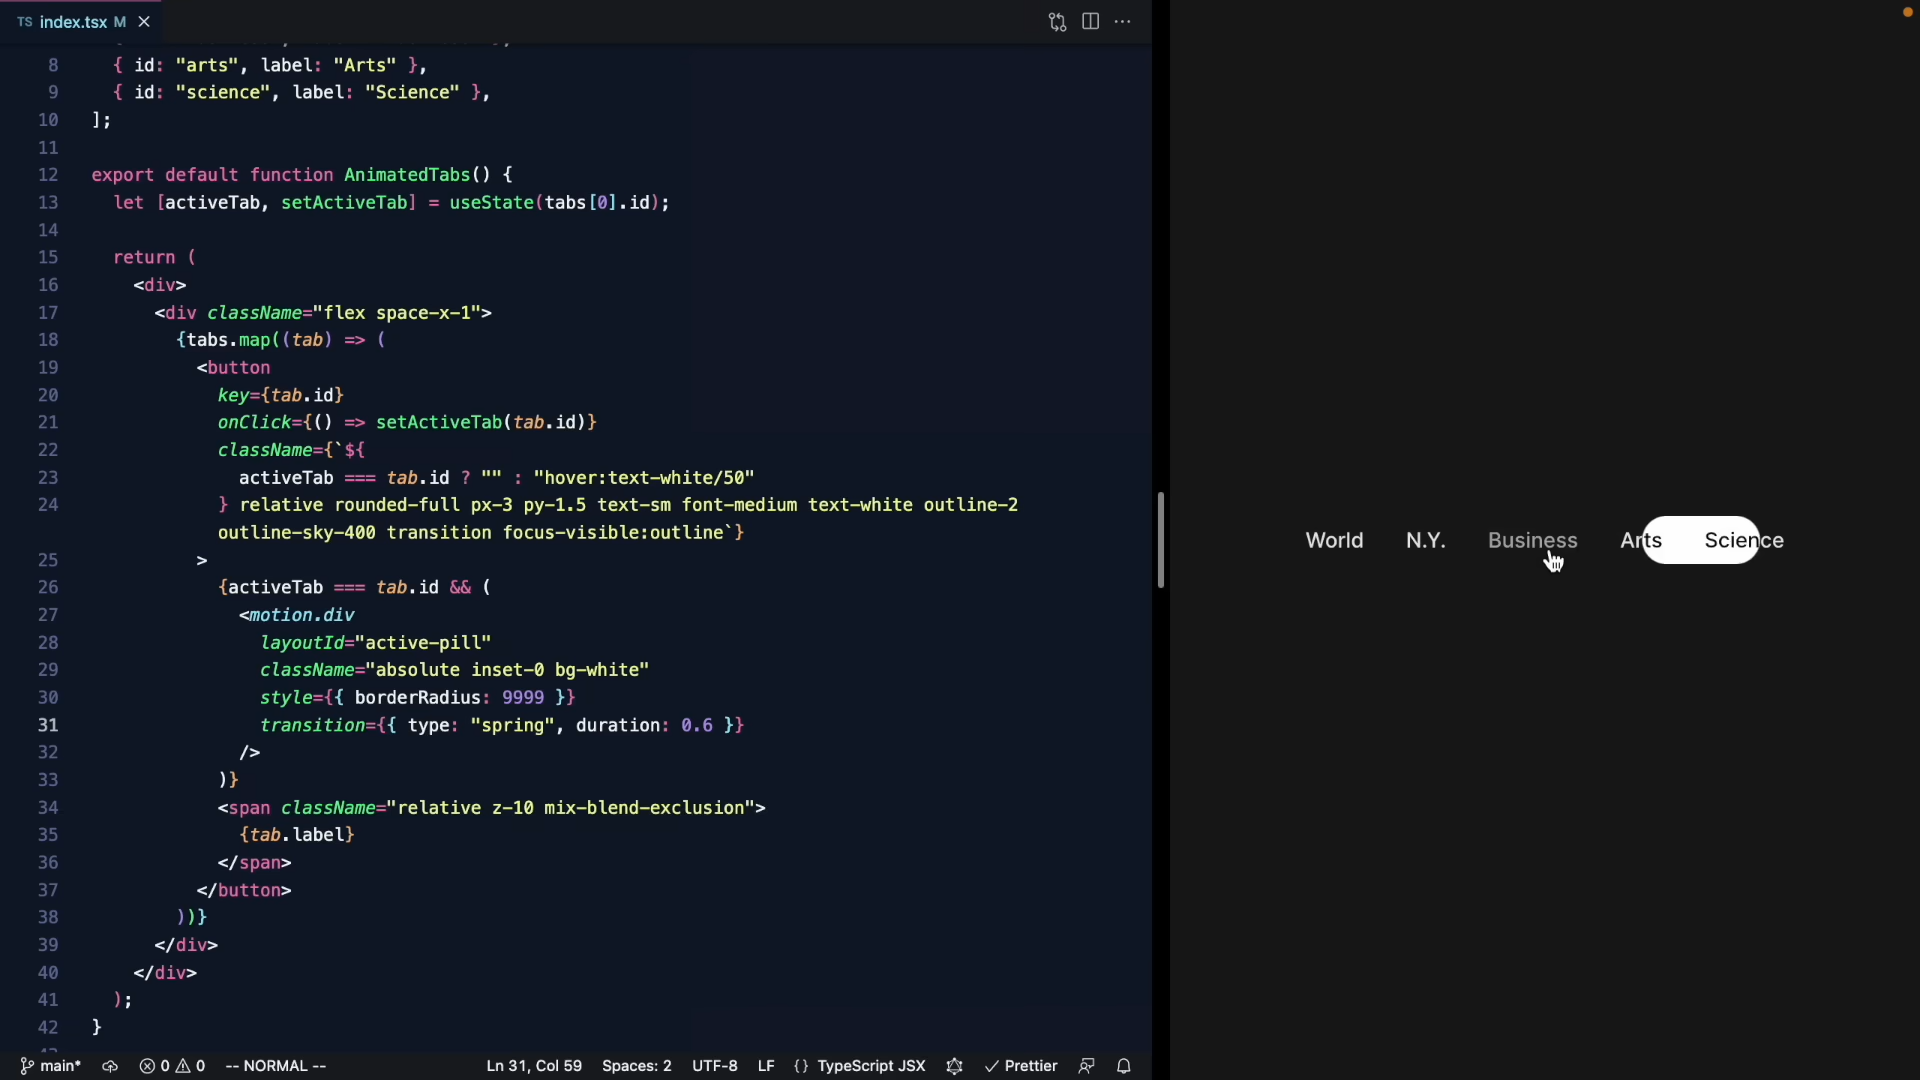 TS index.tsx M
8 { id: "arts", label: "Arts" },
9 { id: "science", label: "Science" },
10 ];
11
12 export default function AnimatedTabs() {
13 let [activeTab, setActiveTab] = useState(tabs[0].id);
14
15 return (
16 <div>
17 <div className="flex space-x-1">
18 {tabs.map((tab) => (
19 <button
20 key={tab.id}
21 onClick={() => setActiveTab(tab.id)}
22 className={`${
23 activeTab === tab.id ? "" : "hover:text-white/50"
24 } relative rounded-full px-3 py-1.5 text-sm font-medium text-white outline-2
outline-sky-400 transition focus-visible:outline`}
25 >
26 {activeTab === tab.id && (
27 <motion.div
28 layoutId="active-pill"
29 className="absolute inset-0 bg-white"
30 style={{ borderRadius: 9999 }}
31 transition={{ type: "spring", duration: 0.6 }}
32 />
33 )}
34 <span className="relative z-10 mix-blend-exclusion">
35 {tab.label}
36 </span>
37 </button>
38 ))}
39 </div>
40 </div>
41 );
42 }
main* 0 0 -- NORMAL -- Ln 31, Col 59 Spaces: 2 UTF-8 LF {} TypeScript JSX Prettier
World N.Y. Business Arts Science